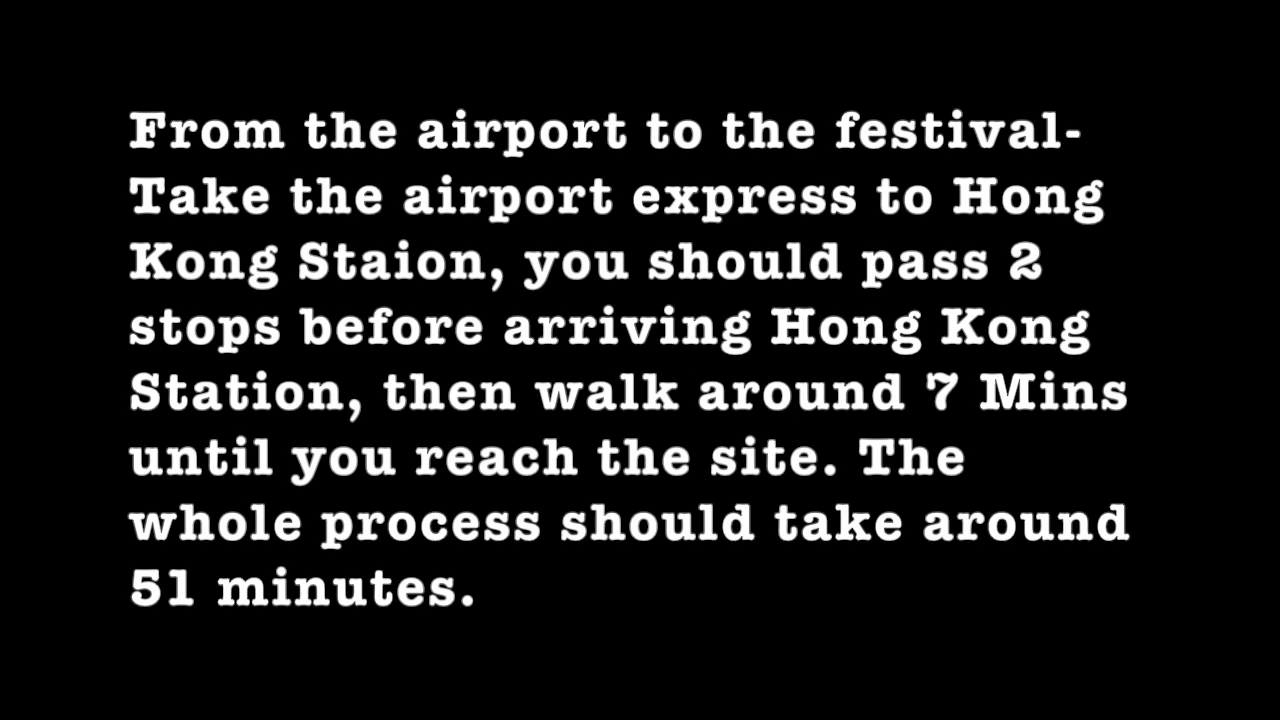 From the airport to the festival-
Take the airport express to Hong
Kong Staion, you should pass 2
stops before arriving Hong Kong
Station, then walk around 7 Mins
until you reach the site. The
whole process should take around
51 minutes.